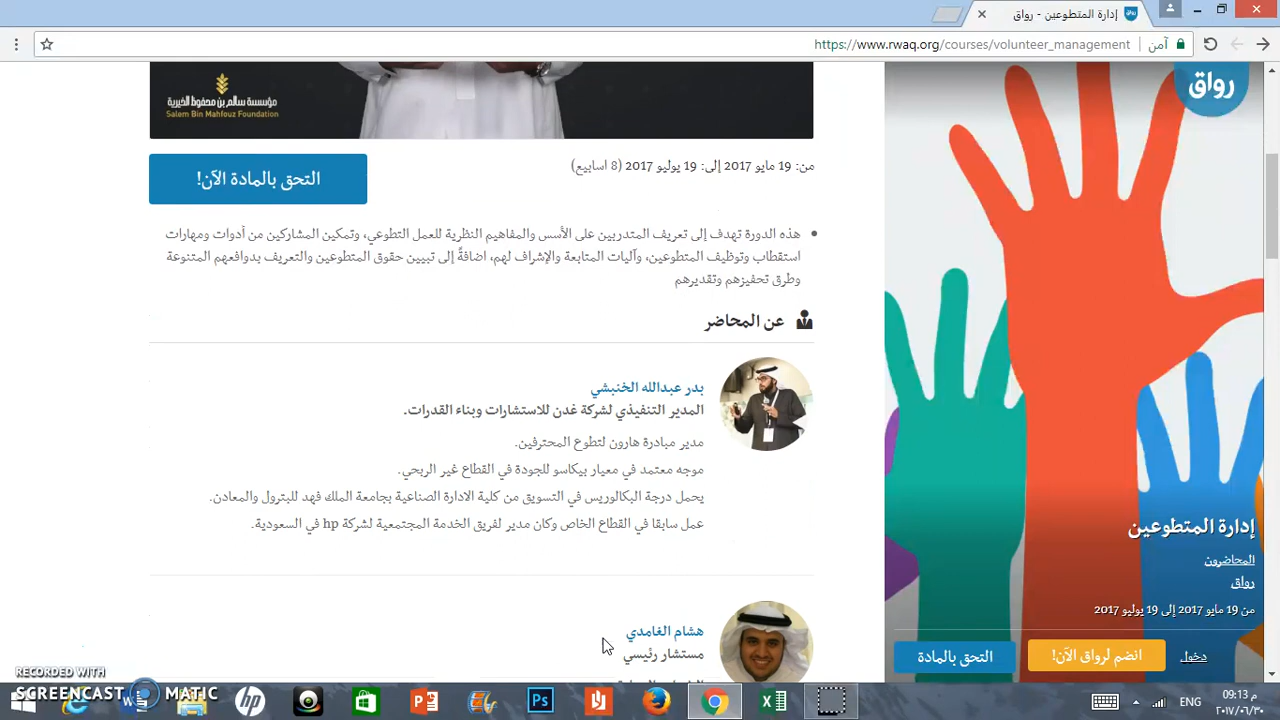 إدارة المتطوعين - رواق
https://www.rwaq.org/courses/volunteer_management
آمن
رواق
مؤسسة سالم بن محفوظ الخيرية
Salem Bin Mahfouz Foundation
من: 19 مايو 2017 إلى: 19 يوليو 2017 (8 اسابيع)
التحق بالمادة الآن!
هذه الدورة تهدف إلى تعريف المتدربين على الأسس والمفاهيم النظرية للعمل التطوعي، وتمكين المشاركين من أدوات ومهارات
استقطاب وتوظيف المتطوعين، وآليات المتابعة والإشراف لهم، اضافةً إلى تبيين حقوق المتطوعين والتعريف بدوافعهم المتنوعة
وطرق تحفيزهم وتقديرهم
عن المحاضر
بدر عبدالله الخنبشي
المدير التنفيذي لشركة غدن للاستشارات وبناء القدرات.
مدير مبادرة هارون لتطوع المحترفين.
موجه معتمد في معيار بيكاسو للجودة في القطاع غير الربحي.
يحمل درجة البكالوريس في التسويق من كلية الادارة الصناعية بجامعة الملك فهد للبترول والمعادن.
عمل سابقا في القطاع الخاص وكان مدير لفريق الخدمة المجتمعية لشركة hp في السعودية.
هشام الغامدي
مستشار رئيسي
إدارة المتطوعين
المحاضرون
رواق
من 19 مايو 2017 إلى 19 يوليو 2017
دخول
انضم لرواق الآن!
التحق بالمادة
RECORDED WITH
SCREENCAST MATIC
ENG
09:13 م
٢٠١٧/٠٦/٣٠